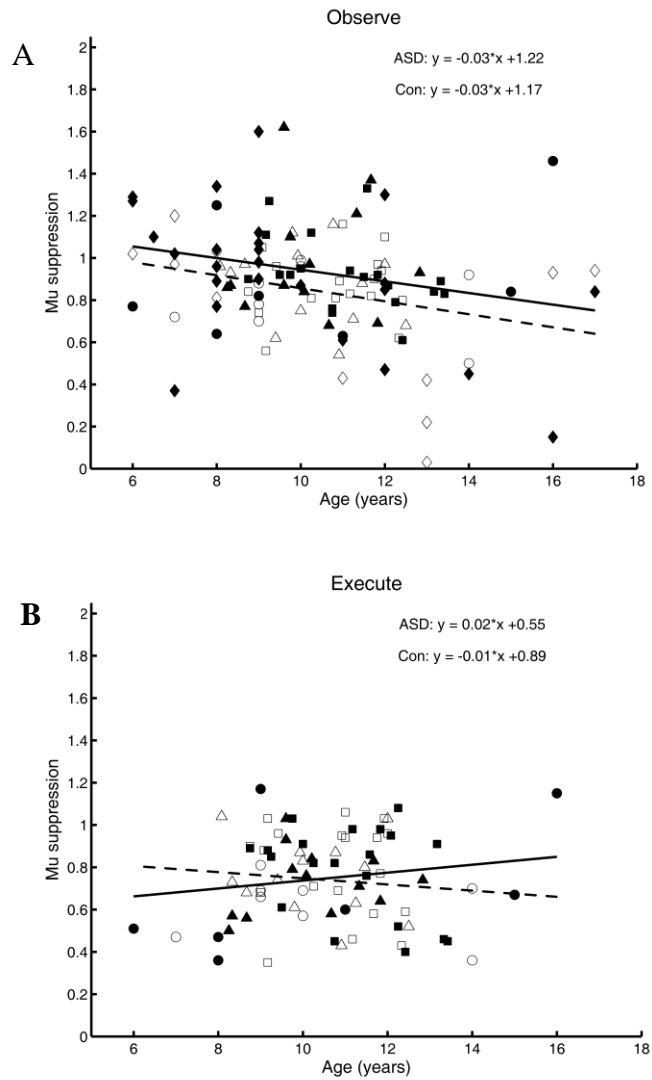 Observe
A
ASD: y = -0.03*x +1.22
Con: y = -0.03*x +1.17
2
1.8
1.6
1.4
1.2
1
0.8
0.6
0.4
0.2
0
Mu suppression
6 8 10 12 14 16 18
Age (years)
Execute
B
ASD: y = 0.02*x +0.55
Con: y = -0.01*x +0.89
2
1.8
1.6
1.4
1.2
1
0.8
0.6
0.4
0.2
0
Mu suppression
6 8 10 12 14 16 18
Age (years)